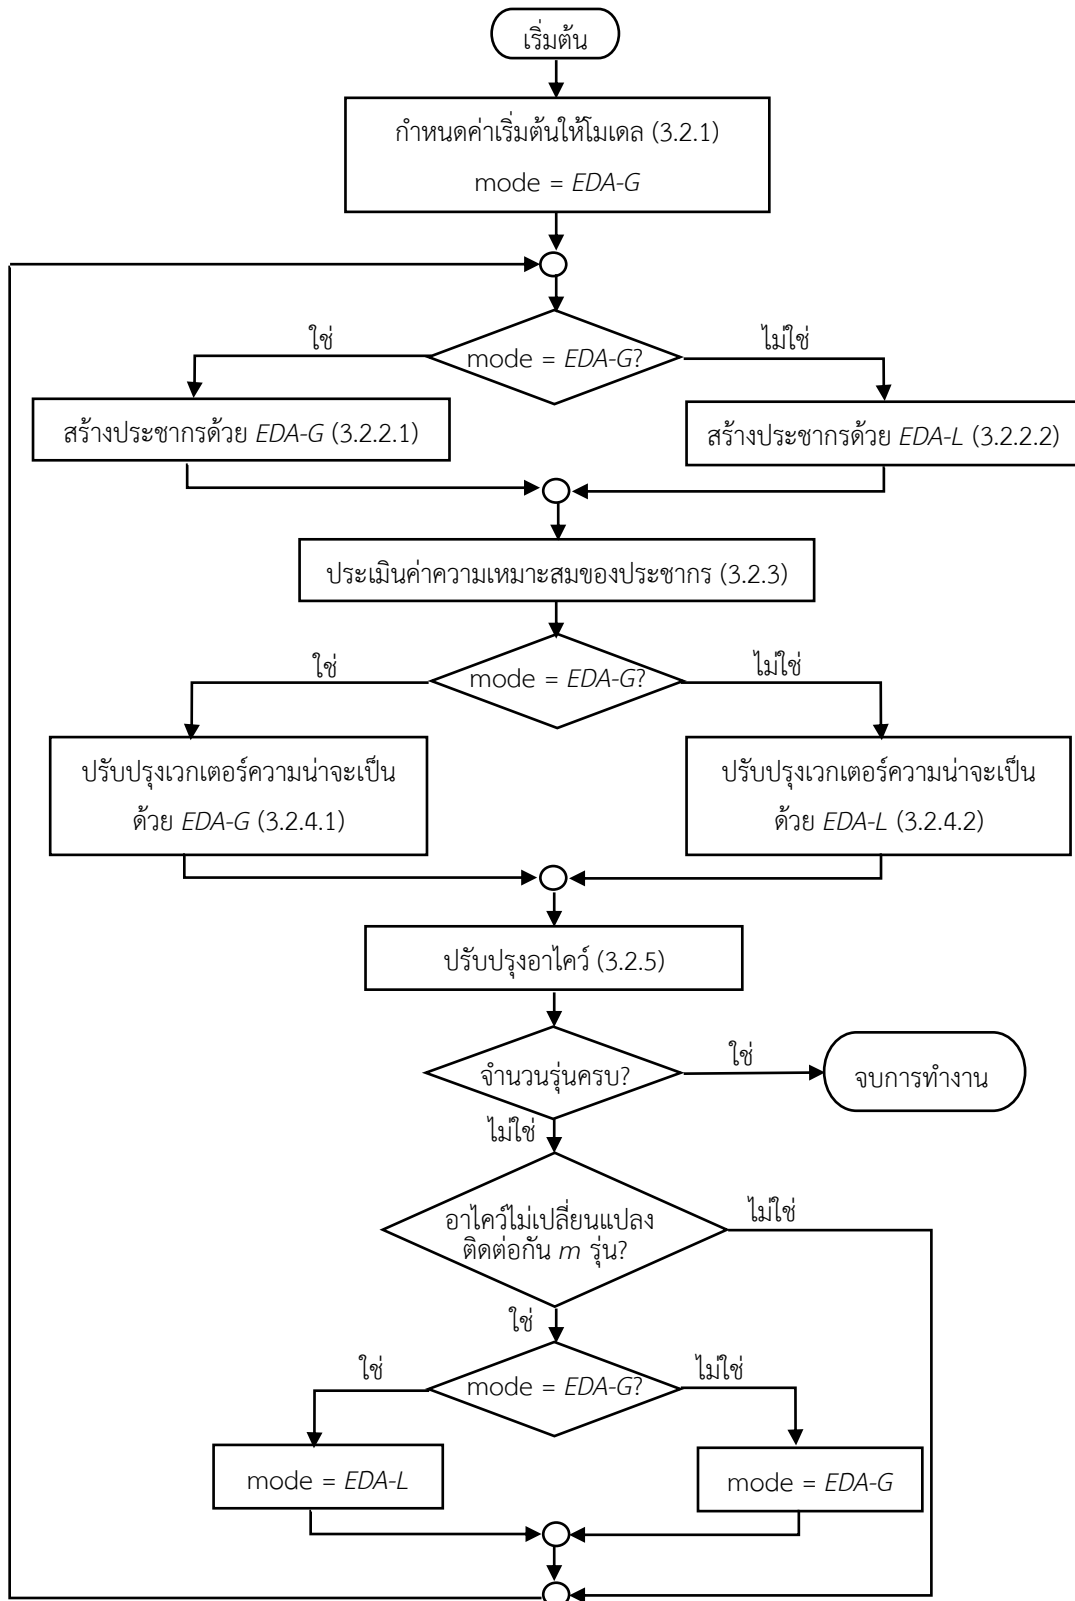 เริ่มต้น
กำหนดค่าเริ่มต้นให้โมเดล (3.2.1)
mode = EDA-G
ใช่
mode = EDA-G?
ไม่ใช่
สร้างประชากรด้วย EDA-G (3.2.2.1)
สร้างประชากรด้วย EDA-L (3.2.2.2)
ประเมินค่าความเหมาะสมของประชากร (3.2.3)
ใช่
mode = EDA-G?
ไม่ใช่
ปรับปรุงเวกเตอร์ความน่าจะเป็น
ด้วย EDA-G (3.2.4.1)
ปรับปรุงเวกเตอร์ความน่าจะเป็น
ด้วย EDA-L (3.2.4.2)
ปรับปรุงอาไคว์ (3.2.5)
จำนวนรุ่นครบ?
ใช่
จบการทำงาน
ไม่ใช่
อาไคว์ไม่เปลี่ยนแปลง
ติดต่อกัน m รุ่น?
ไม่ใช่
ใช่
ใช่
mode = EDA-G?
ไม่ใช่
mode = EDA-L
mode = EDA-G